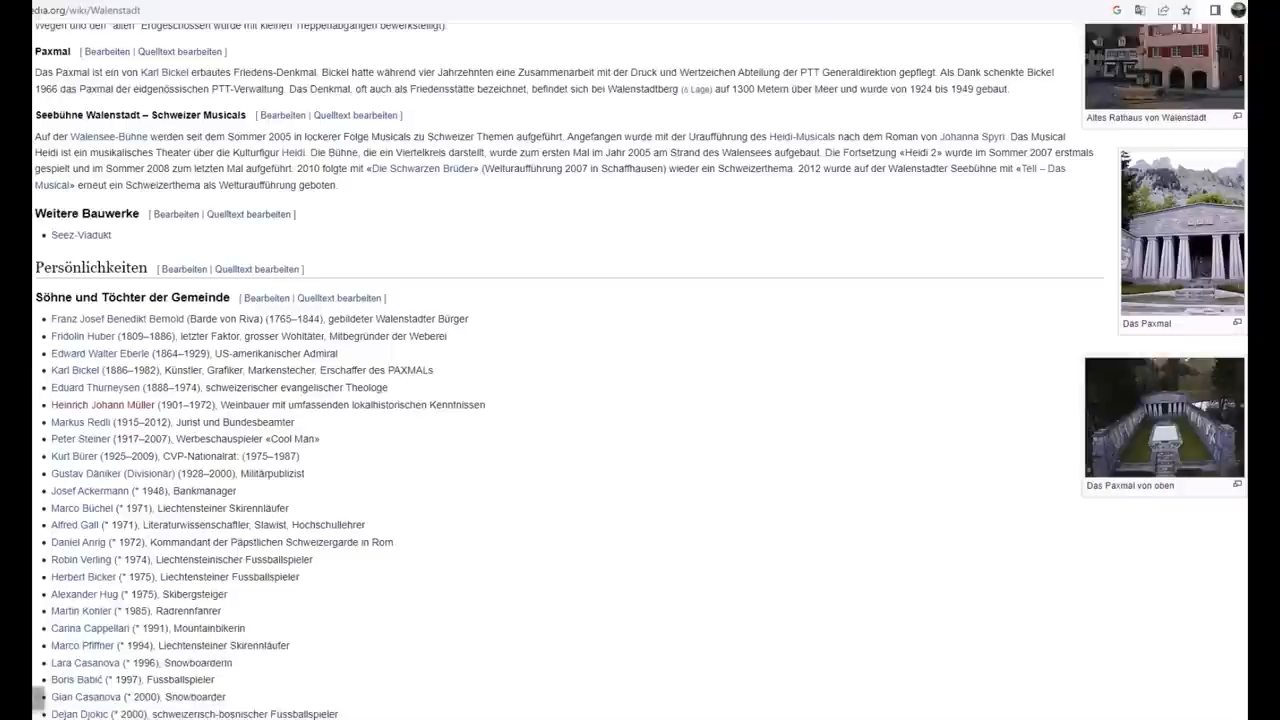 edia.org/wiki/Walenstadt
Wegen und den "alten" Erdgeschossen wurde mit kleinen Treppenabgängen bewerkstelligt).
Paxmal [ Bearbeiten | Quelltext bearbeiten ]
Das Paxmal ist ein von Karl Bickel erbautes Friedens-Denkmal. Bickel hatte während vier Jahrzehnten eine Zusammenarbeit mit der Druck und Wertzeichen Abteilung der PTT Generaldirektion gepflegt. Als Dank schenkte Bickel
1966 das Paxmal der eidgenössischen PTT-Verwaltung. Das Denkmal, oft auch als Friedensstätte bezeichnet, befindet sich bei Walenstadtberg (ö Lage) auf 1300 Metern über Meer und wurde von 1924 bis 1949 gebaut.
Altes Rathaus von Walenstadt
Seebühne Walenstadt – Schweizer Musicals [ Bearbeiten | Quelltext bearbeiten ]
Auf der Walensee-Bühne werden seit dem Sommer 2005 in lockerer Folge Musicals zu Schweizer Themen aufgeführt. Angefangen wurde mit der Uraufführung des Heidi-Musicals nach dem Roman von Johanna Spyri. Das Musical
Heidi ist ein musikalisches Theater über die Kulturfigur Heidi. Die Bühne, die ein Viertelkreis darstellt, wurde zum ersten Mal im Jahr 2005 am Strand des Walensees aufgebaut. Die Fortsetzung «Heidi 2» wurde im Sommer 2007 erstmals
gespielt und im Sommer 2008 zum letzten Mal aufgeführt. 2010 folgte mit «Die Schwarzen Brüder» (Welturaufführung 2007 in Schaffhausen) wieder ein Schweizerthema. 2012 wurde auf der Walenstadter Seebühne mit «Tell – Das
Musical» erneut ein Schweizerthema als Welturaufführung geboten.
Weitere Bauwerke [ Bearbeiten | Quelltext bearbeiten ]
Seez-Viadukt
Persönlichkeiten [ Bearbeiten | Quelltext bearbeiten ]
Söhne und Töchter der Gemeinde [ Bearbeiten | Quelltext bearbeiten ]
Franz Josef Benedikt Bernold (Barde von Riva) (1765–1844), gebildeter Walenstadter Bürger
Das Paxmal
Fridolin Huber (1809–1886), letzter Faktor, grosser Wohltäter, Mitbegründer der Weberei
Edward Walter Eberle (1864–1929), US-amerikanischer Admiral
Karl Bickel (1886–1982), Künstler, Grafiker, Markenstecher, Erschaffer des PAXMALs
Eduard Thurneysen (1888–1974), schweizerischer evangelischer Theologe
Heinrich Johann Müller (1901–1972), Weinbauer mit umfassenden lokalhistorischen Kenntnissen
Markus Redli (1915–2012), Jurist und Bundesbeamter
Peter Steiner (1917–2007), Werbeschauspieler «Cool Man»
Kurt Bürer (1925–2009), CVP-Nationalrat: (1975–1987)
Gustav Däniker (Divisionär) (1928–2000), Militärpublizist
Das Paxmal von oben
Josef Ackermann (* 1948), Bankmanager
Marco Büchel (* 1971), Liechtensteiner Skirennläufer
Alfred Gall (* 1971), Literaturwissenschaftler, Slawist, Hochschullehrer
Daniel Anrig (* 1972), Kommandant der Päpstlichen Schweizergarde in Rom
Robin Verling (* 1974), Liechtensteinischer Fussballspieler
Herbert Bicker (* 1975), Liechtensteiner Fussballspieler
Alexander Hug (* 1975), Skibergsteiger
Martin Kohler (* 1985), Radrennfahrer
Carina Cappellari (* 1991), Mountainbikerin
Marco Pfiffner (* 1994), Liechtensteiner Skirennläufer
Lara Casanova (* 1996), Snowboarderin
Boris Babić (* 1997), Fussballspieler
Gian Casanova (* 2000), Snowboarder
Dejan Djokic (* 2000), schweizerisch-bosnischer Fussballspieler